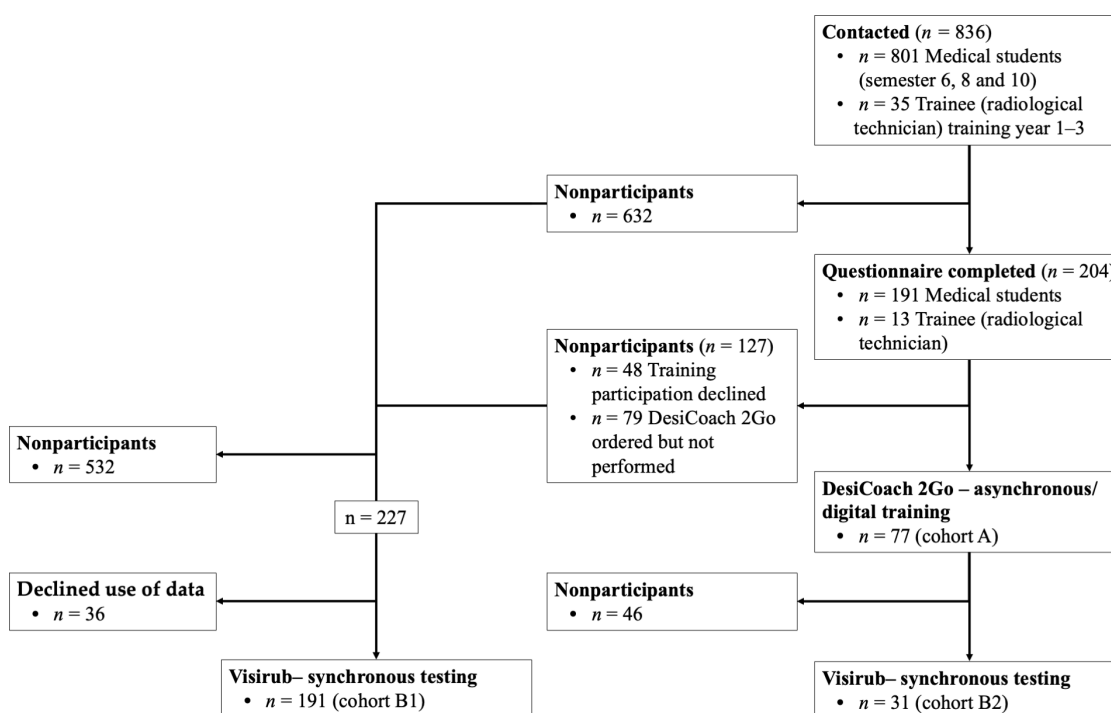 Contacted (n = 836)
• n = 801 Medical students
(semester 6, 8 and 10)
• n = 35 Trainee (radiological
technician) training year 1–3
Nonparticipants
• n = 632
Questionnaire completed (n = 204)
• n = 191 Medical students
• n = 13 Trainee (radiological
technician)
Nonparticipants (n = 127)
• n = 48 Training
participation declined
• n = 79 DesiCoach 2Go
ordered but not
performed
Nonparticipants
• n = 532
DesiCoach 2Go – asynchronous/
digital training
• n = 77 (cohort A)
n = 227
Declined use of data
• n = 36
Nonparticipants
• n = 46
Visirub– synchronous testing
• n = 191 (cohort B1)
Visirub– synchronous testing
• n = 31 (cohort B2)